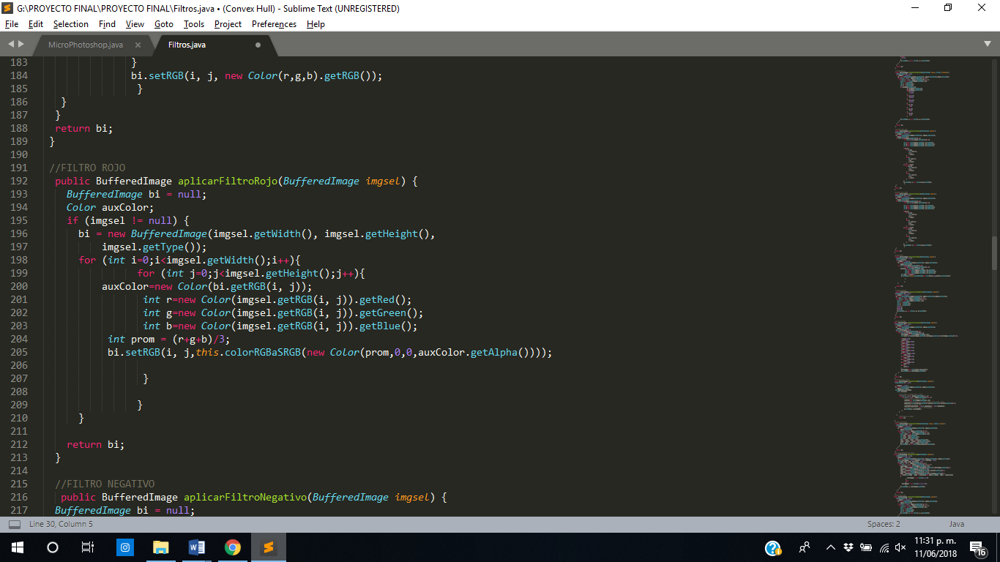 G:\PROYECTO FINAL\PROYECTO FINAL\Filtros.java • (Convex Hull) - Sublime Text (UNREGISTERED)
File Edit Selection Find View Goto Tools Project Preferences Help
MicroPhotoshop.java Filtros.java
183 }
184 bi.setRGB(i, j, new Color(r,g,b).getRGB());
185 }
186 }
187 }
188 return bi;
189 }
190
191 //FILTRO ROJO
192 public BufferedImage aplicarFiltroRojo(BufferedImage imgsel) {
193 BufferedImage bi = null;
194 Color auxColor;
195 if (imgsel != null) {
196 bi = new BufferedImage(imgsel.getWidth(), imgsel.getHeight(),
197 imgsel.getType());
198 for (int i=0;i<imgsel.getWidth();i++){
199 for (int j=0;j<imgsel.getHeight();j++){
200 auxColor=new Color(bi.getRGB(i, j));
201 int r=new Color(imgsel.getRGB(i, j)).getRed();
202 int g=new Color(imgsel.getRGB(i, j)).getGreen();
203 int b=new Color(imgsel.getRGB(i, j)).getBlue();
204 int prom = (r+g+b)/3;
205 bi.setRGB(i, j,this.colorRGBaSRGB(new Color(prom,0,0,auxColor.getAlpha())));
206
207 }
208
209 }
210 }
211
212 return bi;
213 }
214
215 //FILTRO NEGATIVO
216 public BufferedImage aplicarFiltroNegativo(BufferedImage imgsel) {
217 BufferedImage bi = null;
Line 30, Column 5 Spaces: 2 Java
11:31 p. m.
11/06/2018
16